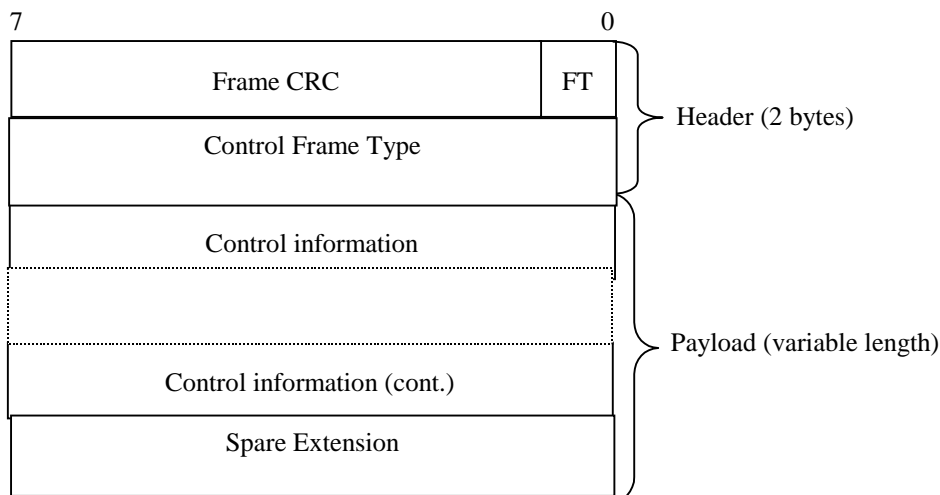 7 0
Frame CRC FT
Header (2 bytes)
Control Frame Type
Control information
Payload (variable length)
Control information (cont.)
Spare Extension